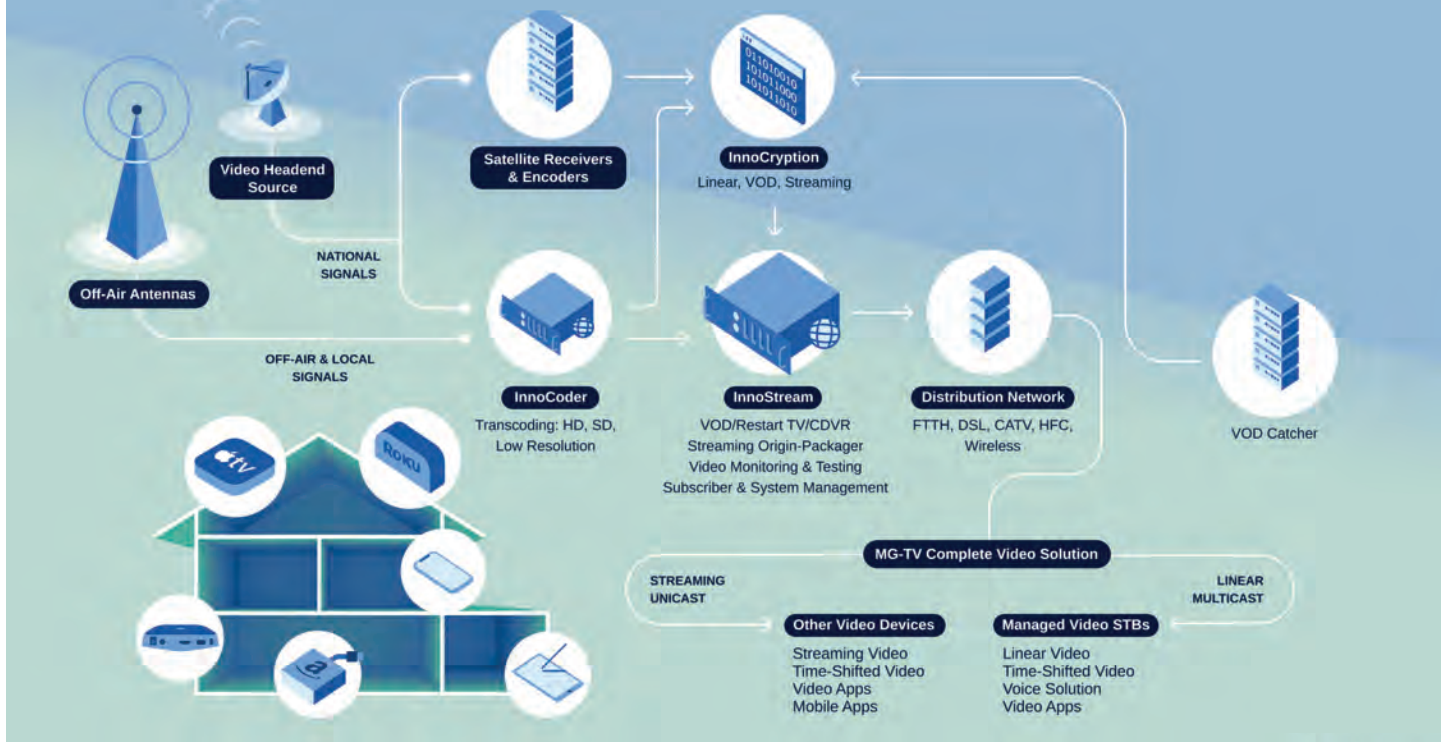 011010010
101011000
101011010
Video Headend
Source
Satellite Receivers
& Encoders
InnoCryption
Linear, VOD, Streaming
NATIONAL
SIGNALS
Off-Air Antennas
OFF-AIR & LOCAL
SIGNALS
InnoCoder
Transcoding: HD, SD,
Low Resolution
InnoStream
VOD/Restart TV/CDVR
Streaming Origin-Packager
Video Monitoring & Testing
Subscriber & System Management
Distribution Network
FTTH, DSL, CATV, HFC,
Wireless
VOD Catcher
tv
ROKU
a
MG-TV Complete Video Solution
STREAMING
UNICAST
LINEAR
MULTICAST
Other Video Devices
Streaming Video
Time-Shifted Video
Video Apps
Mobile Apps
Managed Video STBs
Linear Video
Time-Shifted Video
Voice Solution
Video Apps